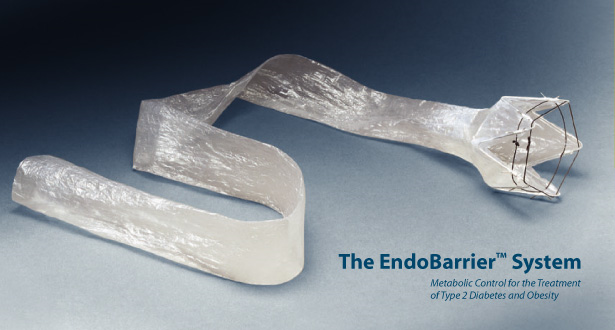 The EndoBarrier™ System
Metabolic Control for the Treatment
of Type 2 Diabetes and Obesity